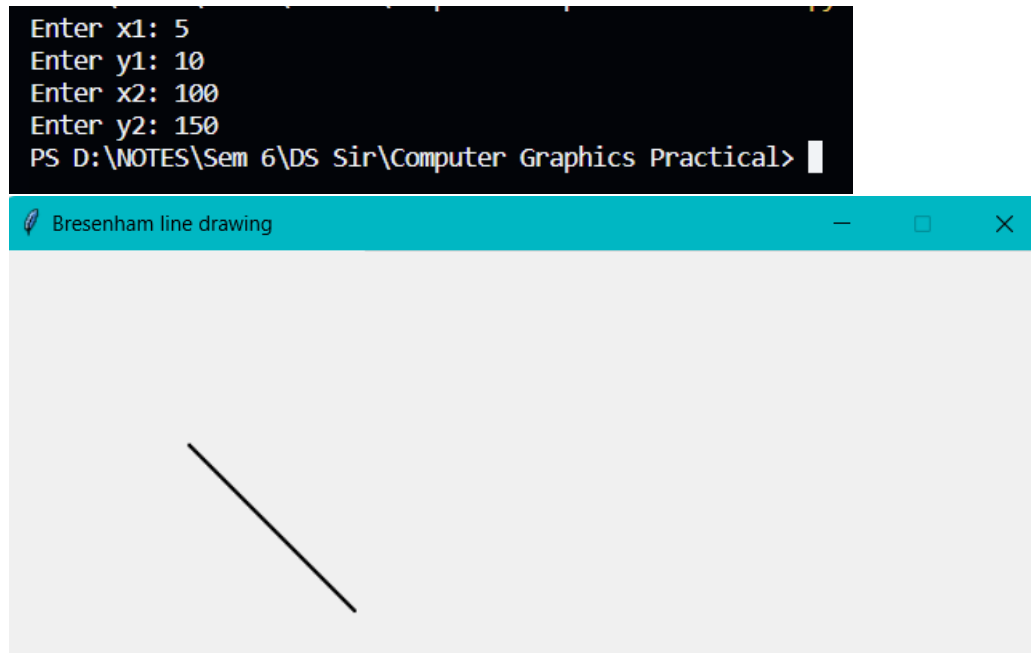 Enter x1: 5
Enter y1: 10
Enter x2: 100
Enter y2: 150
PS D:\NOTES\Sem 6\DS Sir\Computer Graphics Practical>
Bresenham line drawing